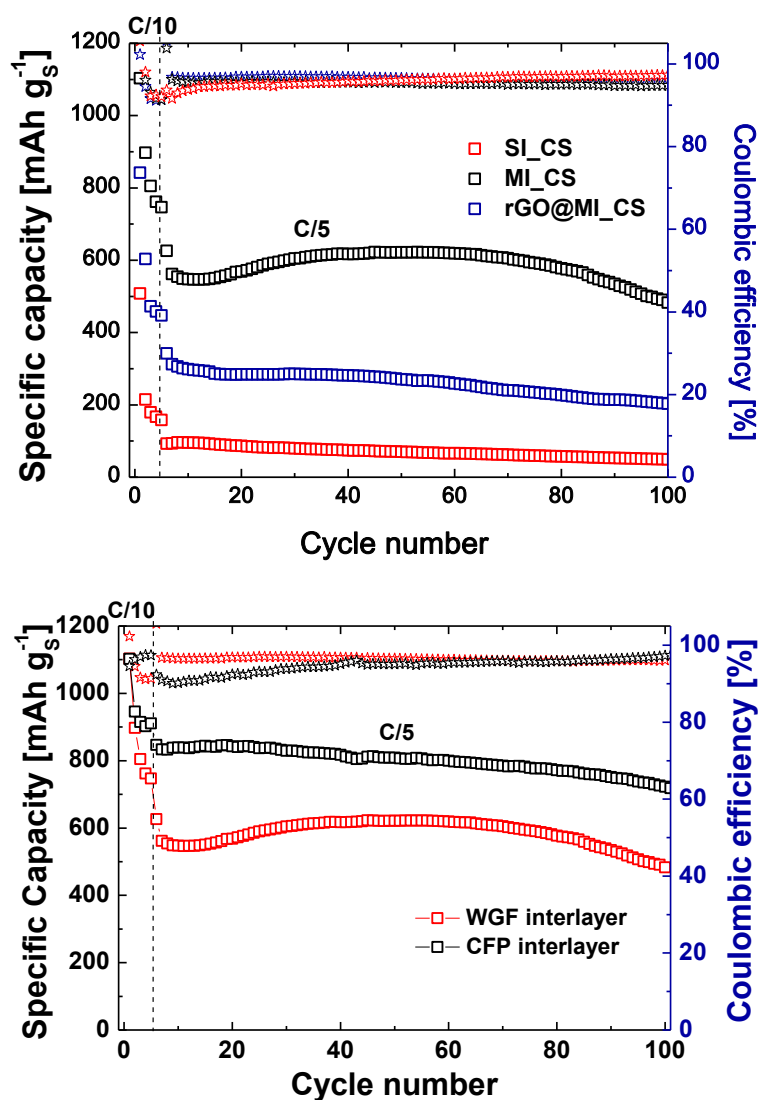 C/10
1200
1000
800
600
400
200
0
Specific capacity [mAh g_S^-1]
100
80
60
40
20
0
Coulombic efficiency [%]
SI_CS
MI_CS
rGO@MI_CS
C/5
0 20 40 60 80 100
Cycle number
C/10
1200
1000
800
600
400
200
0
Specific Capacity [mAh g_S^-1]
100
80
60
40
20
0
Coulombic efficiency [%]
C/5
WGF interlayer
CFP interlayer
0 20 40 60 80 100
Cycle number